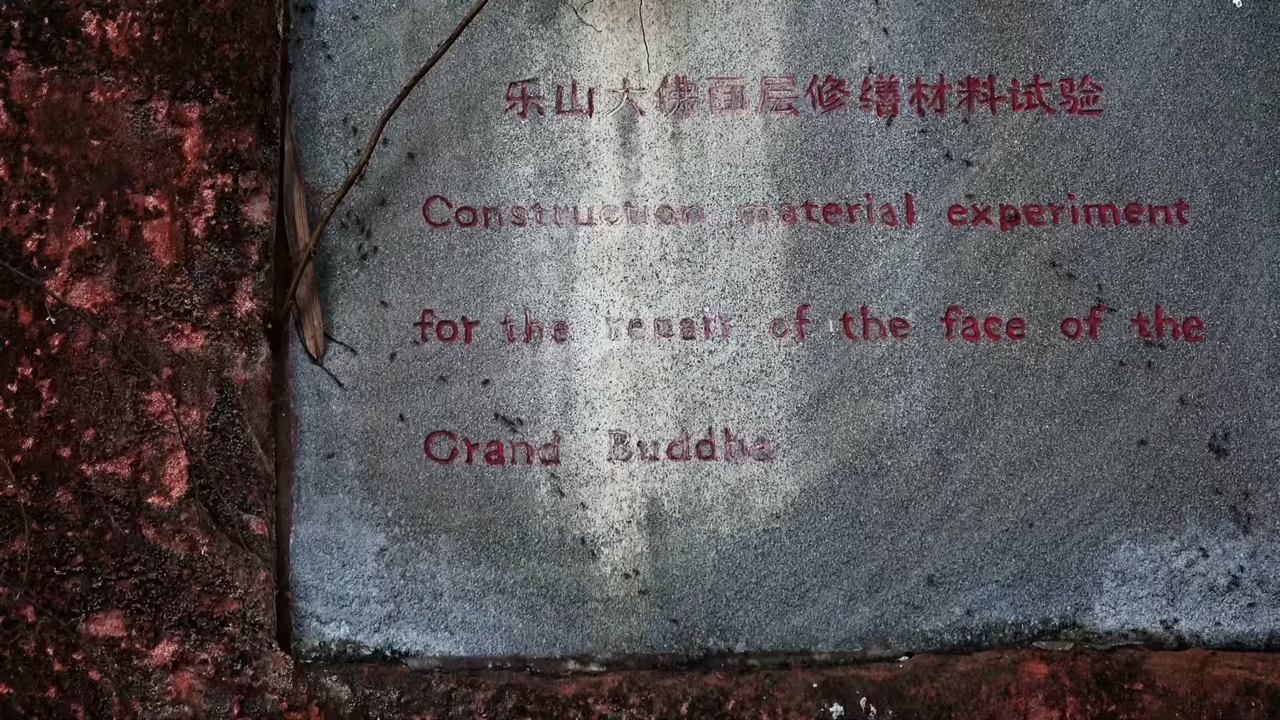 乐山大佛面层修缮材料试验
Construction material experiment
for the repair of the face of the
Grand Buddha